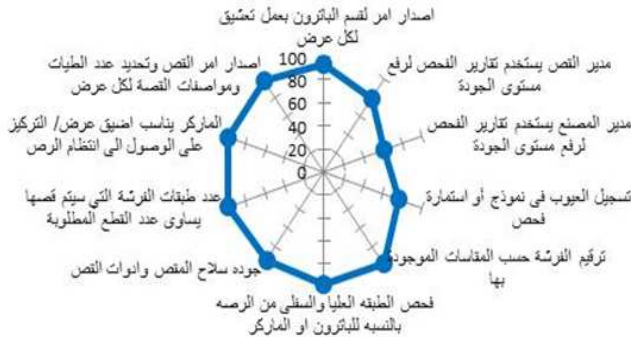 اصدار امر لقسم الباترون بعمل تعشيق
لكل عرض
مدير القص يستخدم تقارير الفحص لرفع
مستوى الجودة
مدير المصنع يستخدم تقارير الفحص
لرفع مستوى الجودة
تسجيل العيوب فى نموذج أو استمارة
فحص
ترقيم الفرشة حسب المقاسات الموجودة
بها
فحص الطبقه العليا والسفلى من الرصه
بالنسبه للباترون او الماركر
جوده سلاح المقص وادوات القص
عدد طبقات الفرشة التي سيتم قصها
يساوى عدد القطع المطلوبة
الماركر يناسب اضيق عرض/ التركيز
على الوصول الى انتظام الرص
اصدار امر القص وتحديد عدد الطيات
ومواصفات القصة لكل عرض
100
80
60
40
20
0